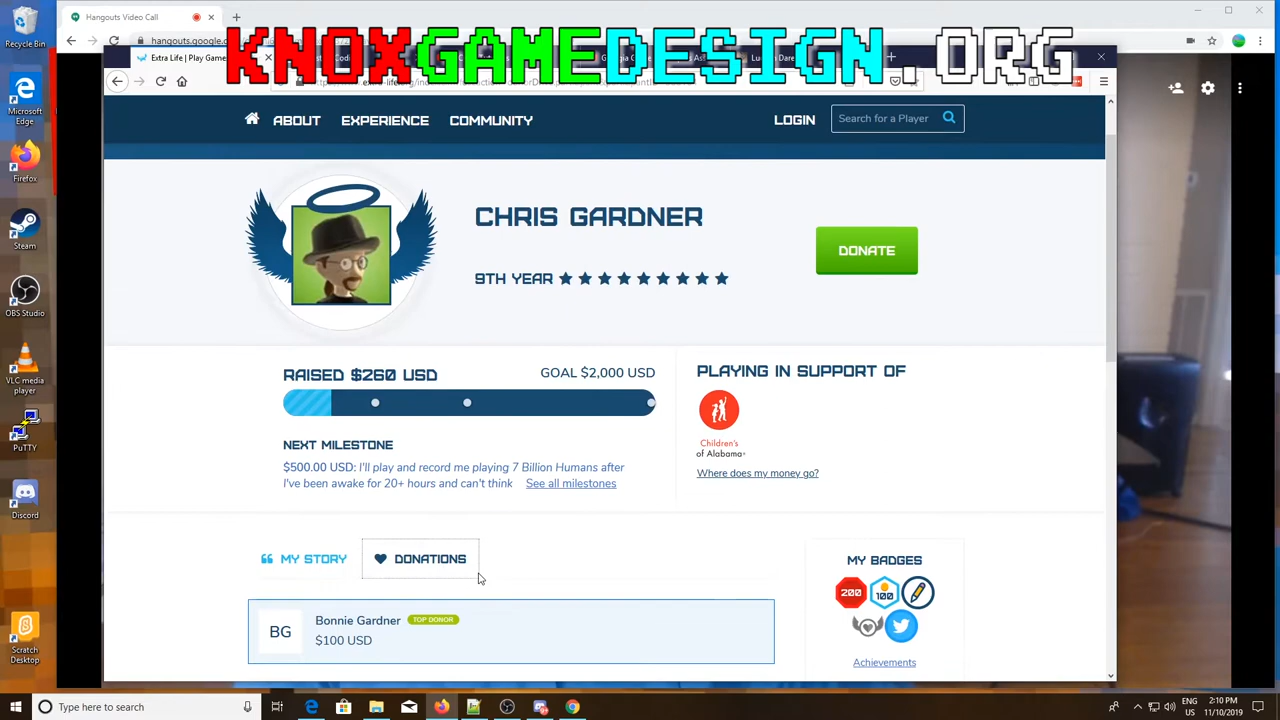 Recycle Bin
Microsoft Edge
Firefox
Steam
OBS Studio
VLC media player
PuTTY
Discord
Scratch Desktop
Hangouts Video Call
hangouts.google.c
KNOXGAMEDESIGN.ORG
Extra Life | Play Game
ABOUT
EXPERIENCE
COMMUNITY
LOGIN
Search for a Player
CHRIS GARDNER
9TH YEAR
DONATE
RAISED $260 USD
GOAL $2,000 USD
NEXT MILESTONE
$500.00 USD: I'll play and record me playing 7 Billion Humans after
I've been awake for 20+ hours and can't think See all milestones
PLAYING IN SUPPORT OF
Children's
of Alabama
Where does my money go?
MY STORY
DONATIONS
BG
Bonnie Gardner TOP DONOR
$100 USD
MY BADGES
200
100
Achievements
Type here to search
ENG
US
2:10 PM
11/10/2019